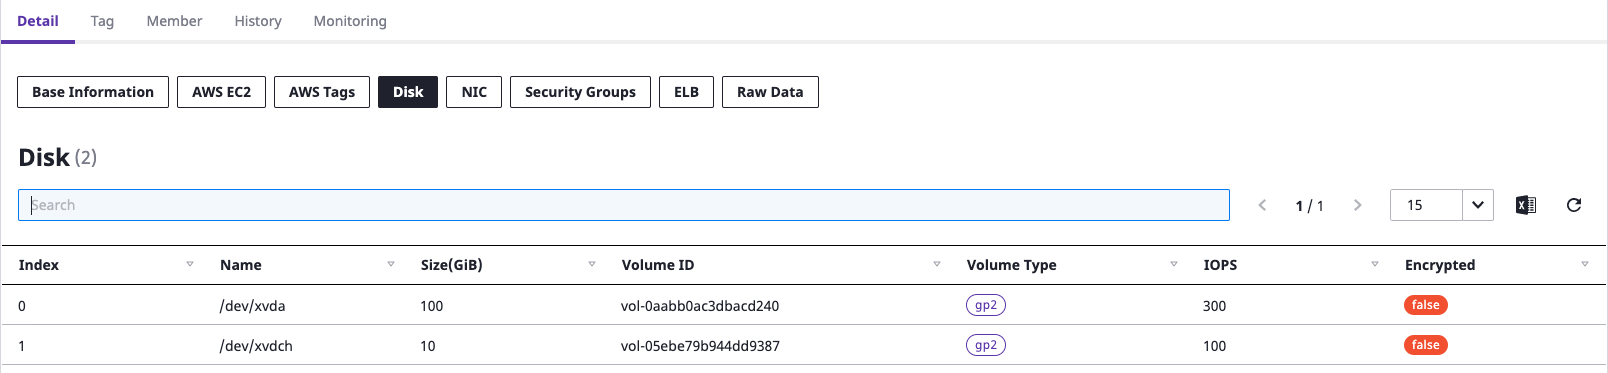 Detail Tag Member History Monitoring
Base Information AWS EC2 AWS Tags Disk NIC Security Groups ELB Raw Data
Disk (2)
Search 1 / 1 15
Index Name Size(GiB) Volume ID Volume Type IOPS Encrypted
0 /dev/xvda 100 vol-0aabb0ac3dbacd240 gp2 300 false
1 /dev/xvdch 10 vol-05ebe79b944dd9387 gp2 100 false